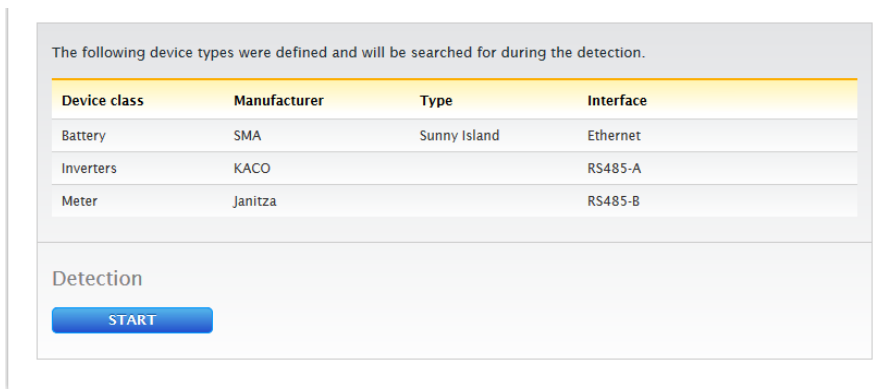 The following device types were defined and will be searched for during the detection.
Device class Manufacturer Type Interface
Battery SMA Sunny Island Ethernet
Inverters KACO RS485-A
Meter Janitza RS485-B
Detection
START